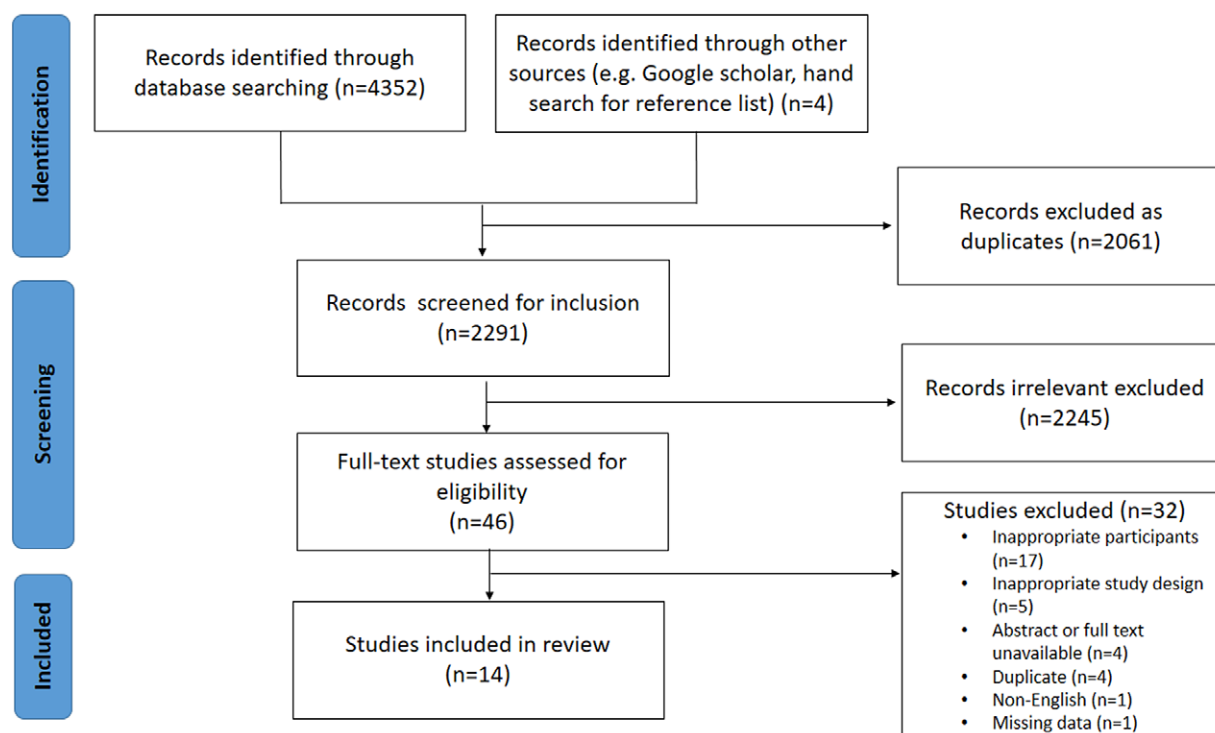 Identification
Records identified through
database searching (n=4352)
Records identified through other
sources (e.g. Google scholar, hand
search for reference list) (n=4)
Records excluded as
duplicates (n=2061)
Screening
Records screened for inclusion
(n=2291)
Records irrelevant excluded
(n=2245)
Full-text studies assessed for
eligibility
(n=46)
Studies excluded (n=32)
• Inappropriate participants
(n=17)
• Inappropriate study design
(n=5)
• Abstract or full text
unavailable (n=4)
• Duplicate (n=4)
• Non-English (n=1)
• Missing data (n=1)
Included
Studies included in review
(n=14)